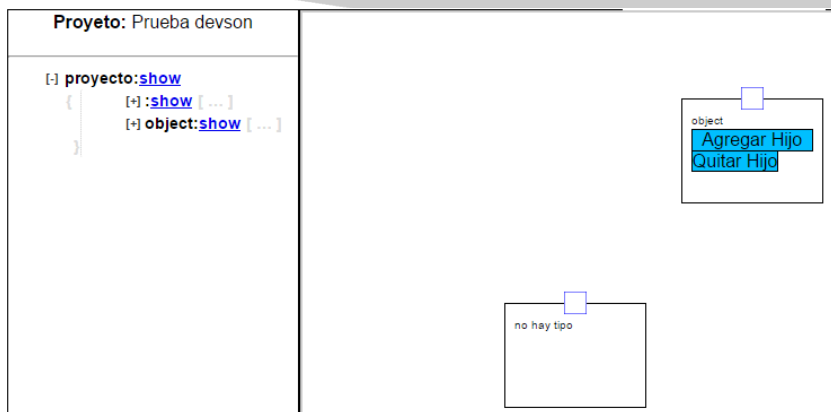 Proyeto: Prueba devson
[-] proyecto:show
{
[+] :show [ ... ]
[+] object:show [ ... ]
}
object
Agregar Hijo
Quitar Hijo
no hay tipo